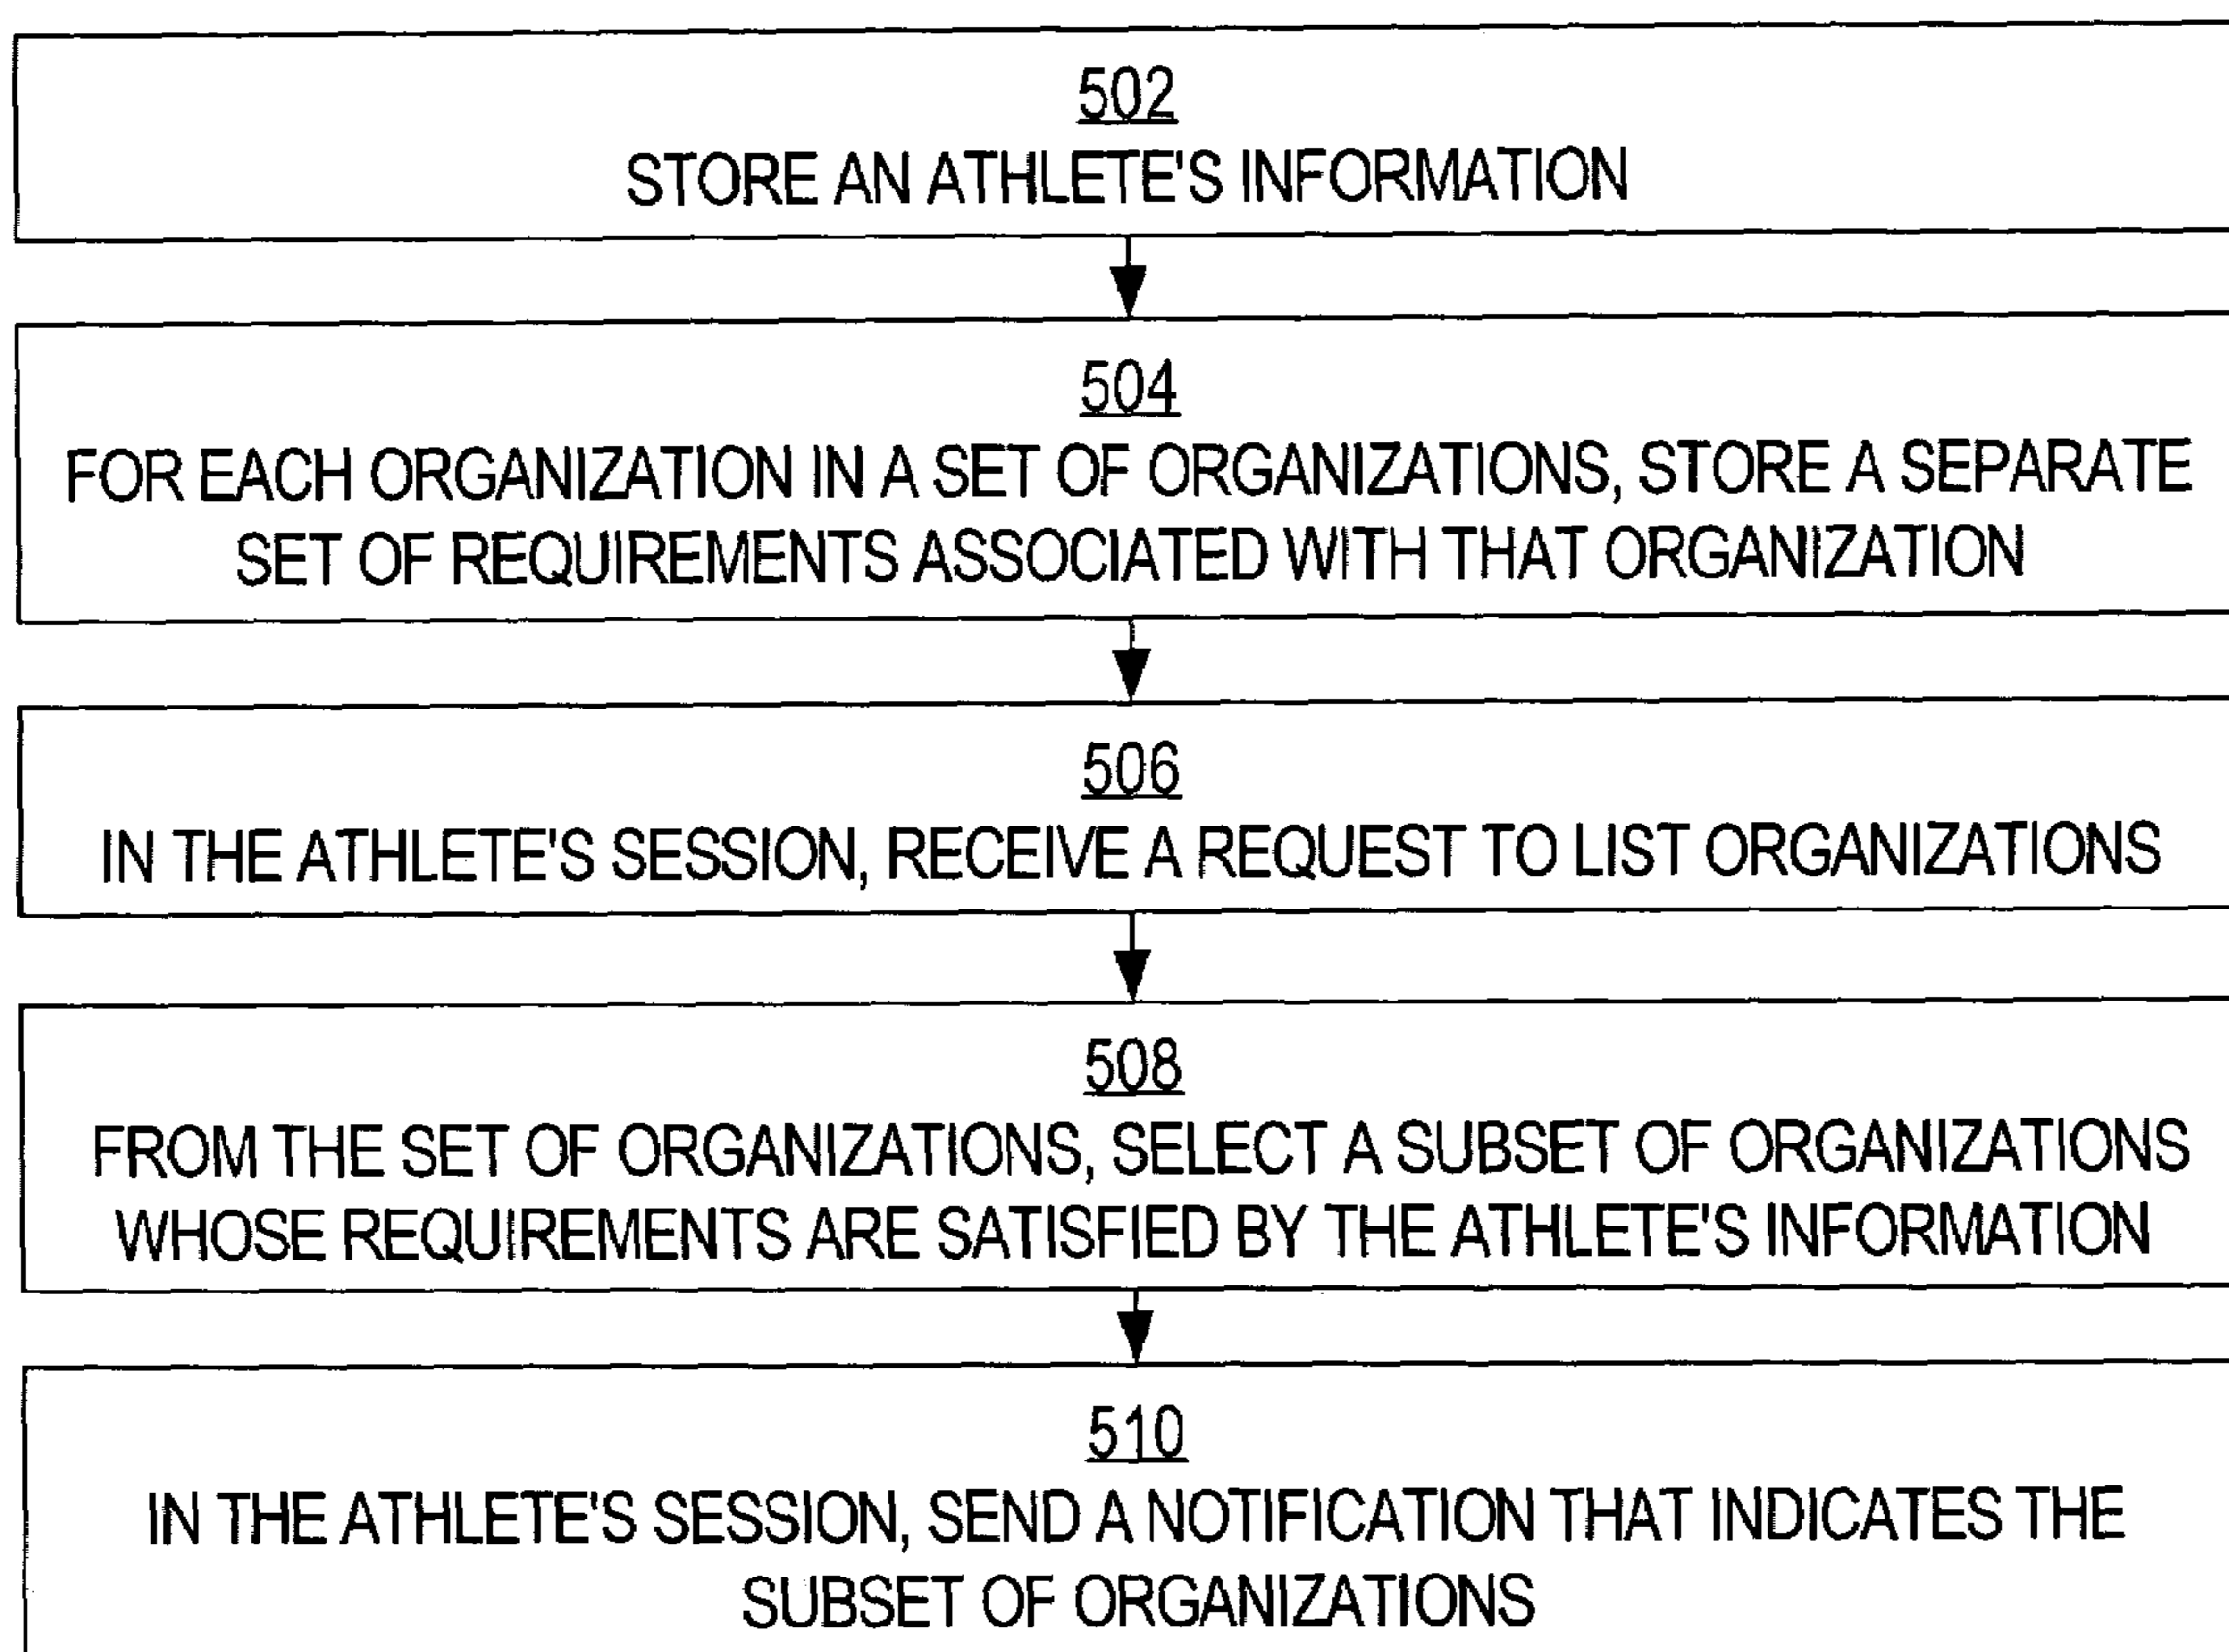 502
STORE AN ATHLETE'S INFORMATION
504
FOR EACH ORGANIZATION IN A SET OF ORGANIZATIONS, STORE A SEPARATE
SET OF REQUIREMENTS ASSOCIATED WITH THAT ORGANIZATION
506
IN THE ATHLETE'S SESSION, RECEIVE A REQUEST TO LIST ORGANIZATIONS
508
FROM THE SET OF ORGANIZATIONS, SELECT A SUBSET OF ORGANIZATIONS
WHOSE REQUIREMENTS ARE SATISFIED BY THE ATHLETE'S INFORMATION
510
IN THE ATHLETE'S SESSION, SEND A NOTIFICATION THAT INDICATES THE
SUBSET OF ORGANIZATIONS